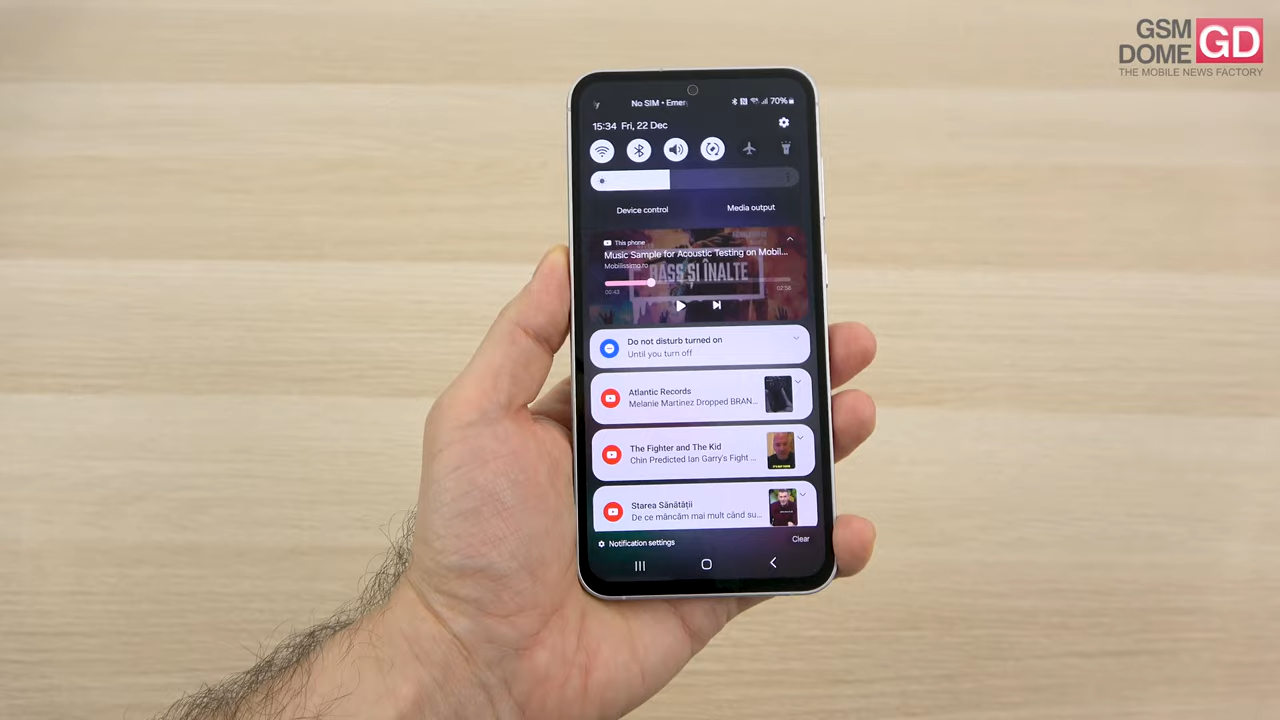 GSM
DOME GD
THE MOBILE NEWS FACTORY
y No SIM • Emer 70%
15:34 Fri, 22 Dec
Device control Media output
This phone
Music Sample for Acoustic Testing on Mobil...
Mobilissimo.ro
BASS ȘI ÎNALTE
00:43 02:58
Do not disturb turned on
Until you turn off
Atlantic Records
Melanie Martinez Dropped BRAN...
The Fighter and The Kid
Chin Predicted Ian Garry's Fight ...
Starea Sănătății
De ce mâncăm mai mult când su...
Notification settings Clear